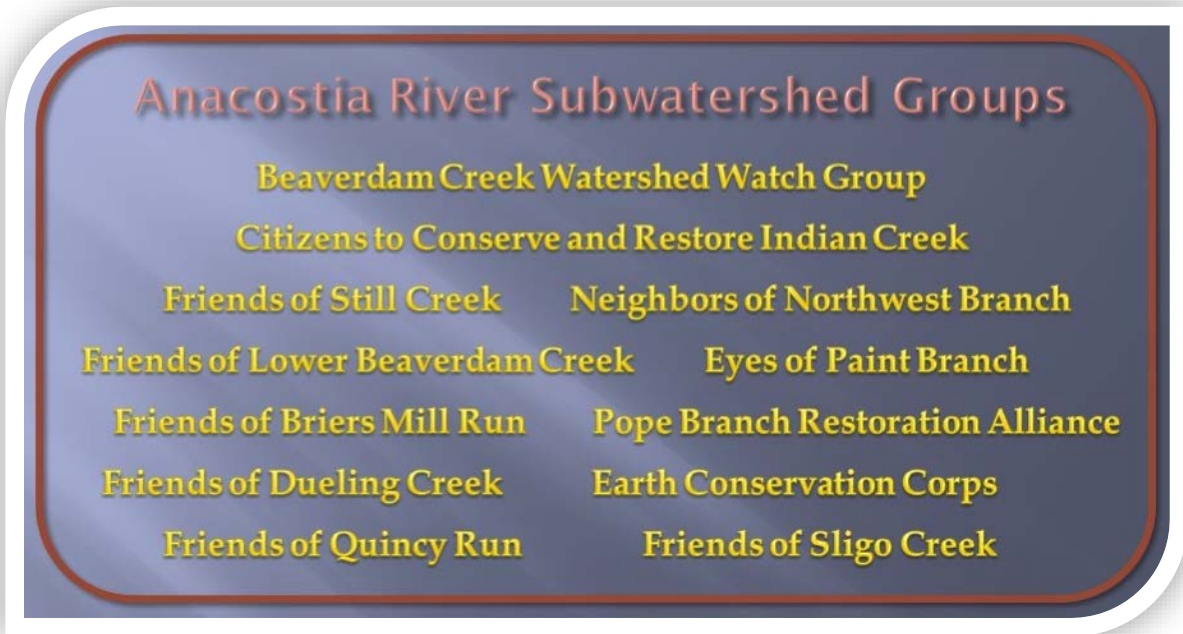 Anacostia River Subwatershed Groups
Beaverdam Creek Watershed Watch Group
Citizens to Conserve and Restore Indian Creek
Friends of Still Creek Neighbors of Northwest Branch
Friends of Lower Beaverdam Creek Eyes of Paint Branch
Friends of Briers Mill Run Pope Branch Restoration Alliance
Friends of Dueling Creek Earth Conservation Corps
Friends of Quincy Run Friends of Sligo Creek